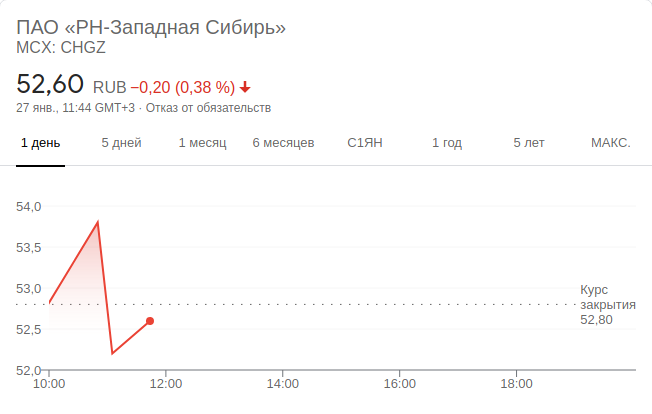 ПАО «РН-Западная Сибирь»
MCX: CHGZ
52,60 RUB −0,20 (0,38 %)
27 янв., 11:44 GMT+3 · Отказ от обязательств
1 день 5 дней 1 месяц 6 месяцев С1ЯН 1 год 5 лет МАКС.
54,0
53,5
53,0
52,5
52,0
Курс
закрытия
52,80
10:00 12:00 14:00 16:00 18:00